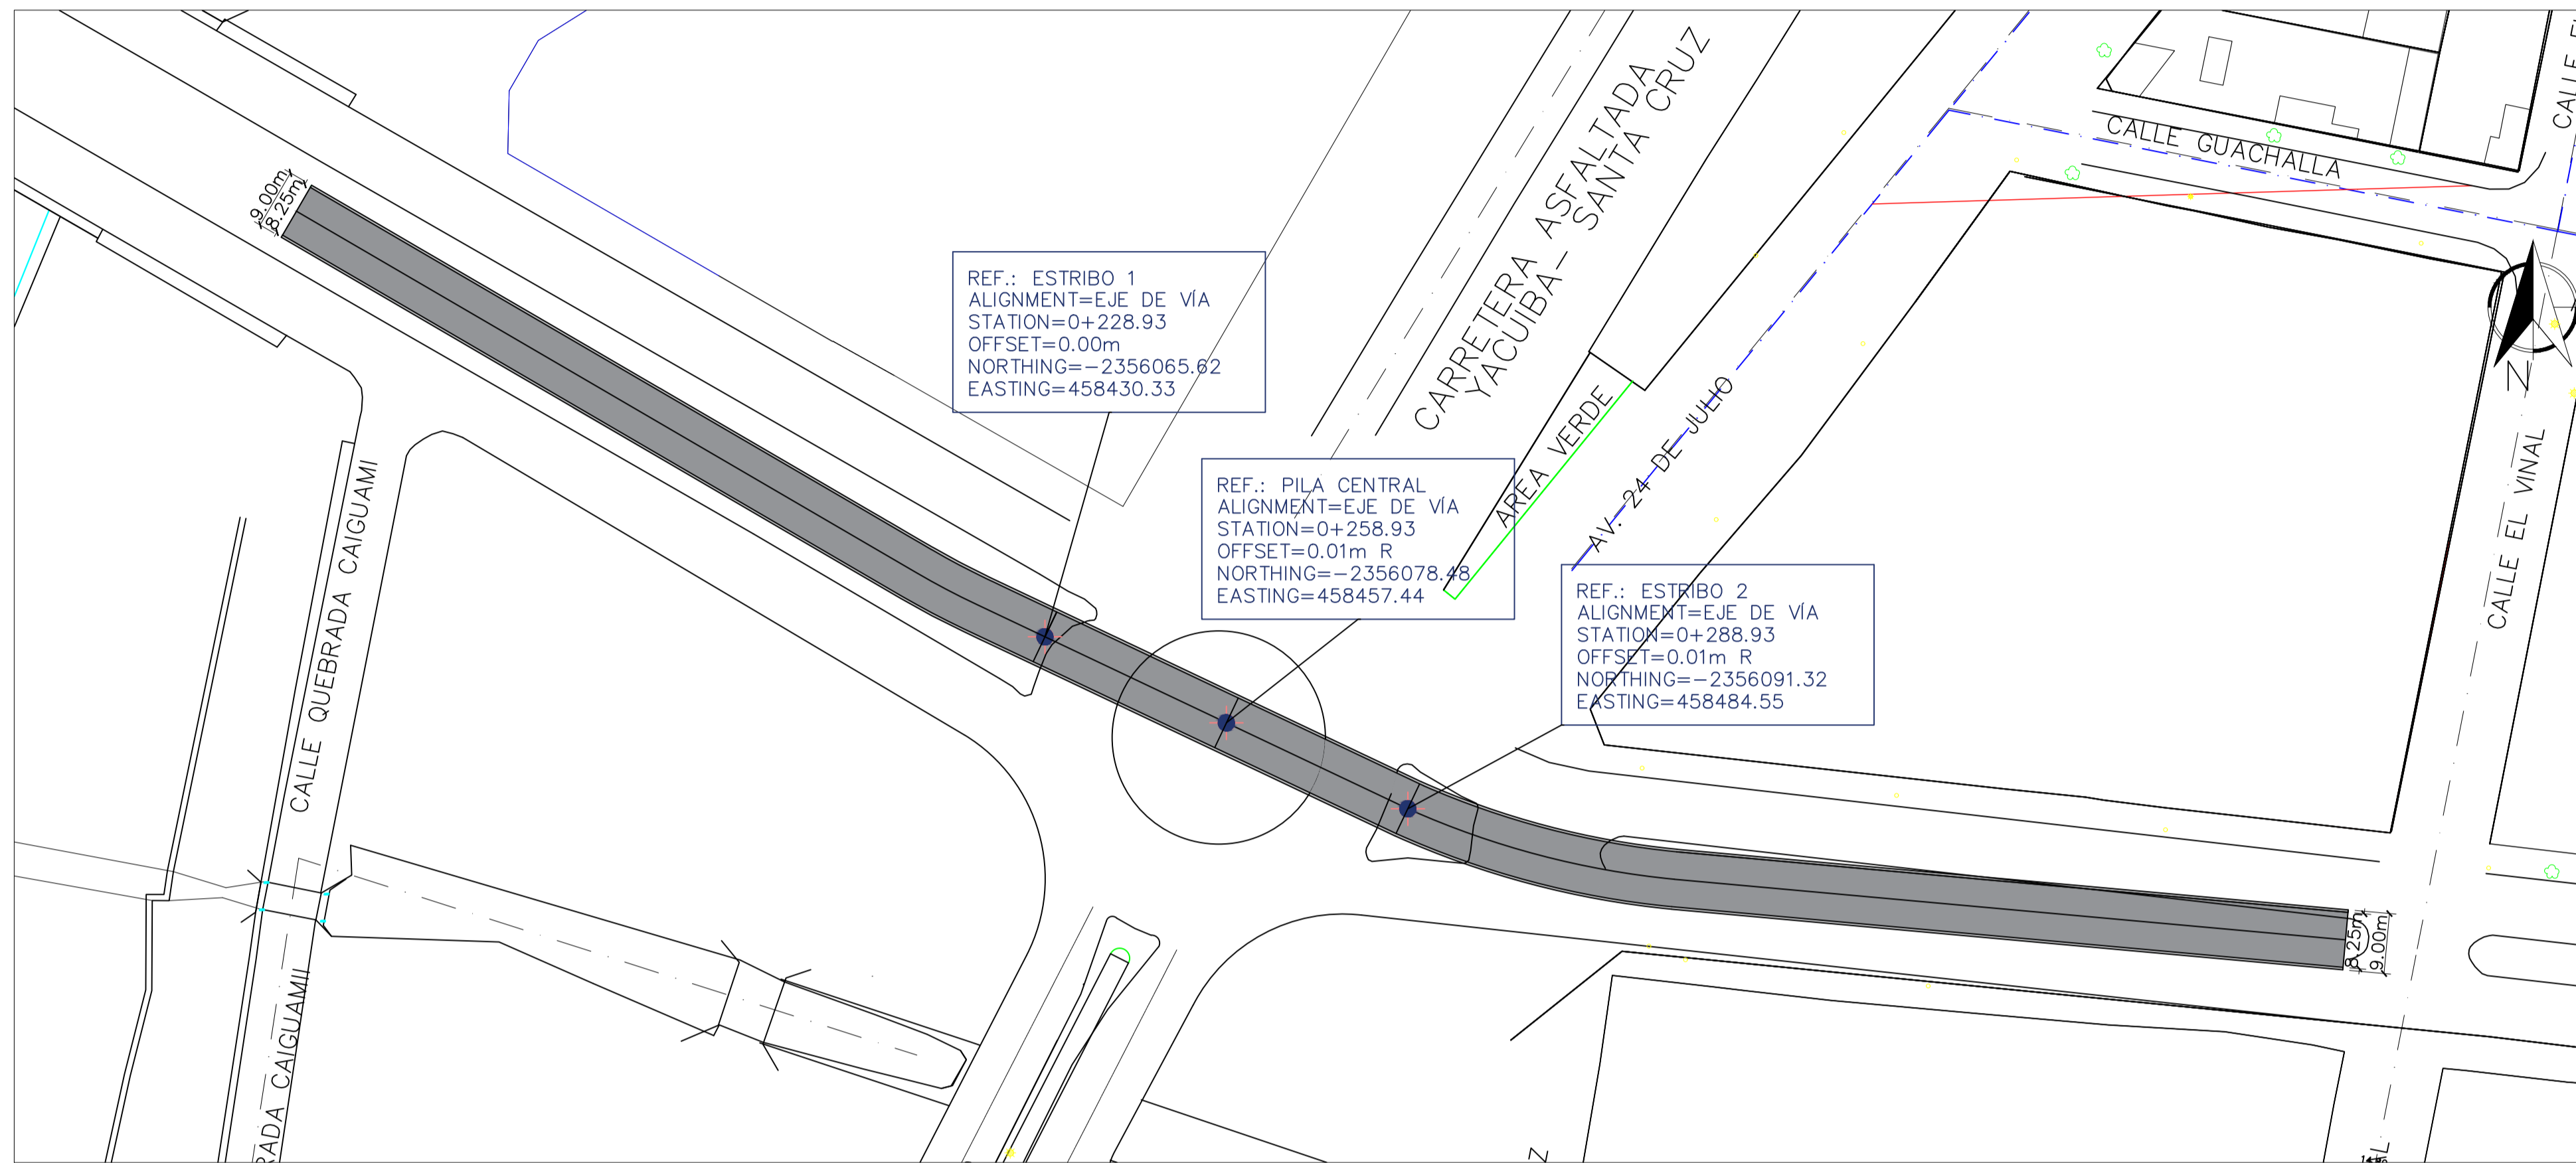 9.00m
8.25m
REF.: ESTRIBO 1
ALIGNMENT=EJE DE VÍA
STATION=0+228.93
OFFSET=0.00m
NORTHING=-2356065.62
EASTING=458430.33
REF.: PILA CENTRAL
ALIGNMENT=EJE DE VÍA
STATION=0+258.93
OFFSET=0.01m R
NORTHING=-2356078.48
EASTING=458457.44
REF.: ESTRIBO 2
ALIGNMENT=EJE DE VÍA
STATION=0+288.93
OFFSET=0.01m R
NORTHING=-2356091.32
EASTING=458484.55
CARRETERA ASFALTADA
YACUIBA- SANTA CRUZ
AREA VERDE
AV. 24 DE JULIO
CALLE GUACHALLA
CALLE E
N
CALLE EL VINAL
CALLE QUEBRADA CAIGUAMI
RADA CAIGUAMI
8.25m
9.00m
Z
L